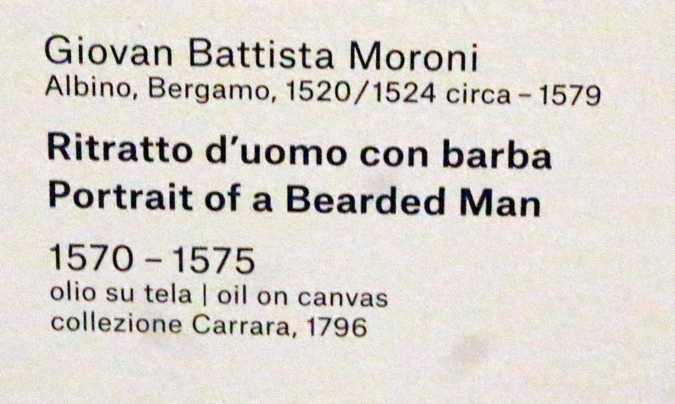 Giovan Battista Moroni
Albino, Bergamo, 1520/1524 circa – 1579
Ritratto d’uomo con barba
Portrait of a Bearded Man
1570 – 1575
olio su tela | oil on canvas
collezione Carrara, 1796